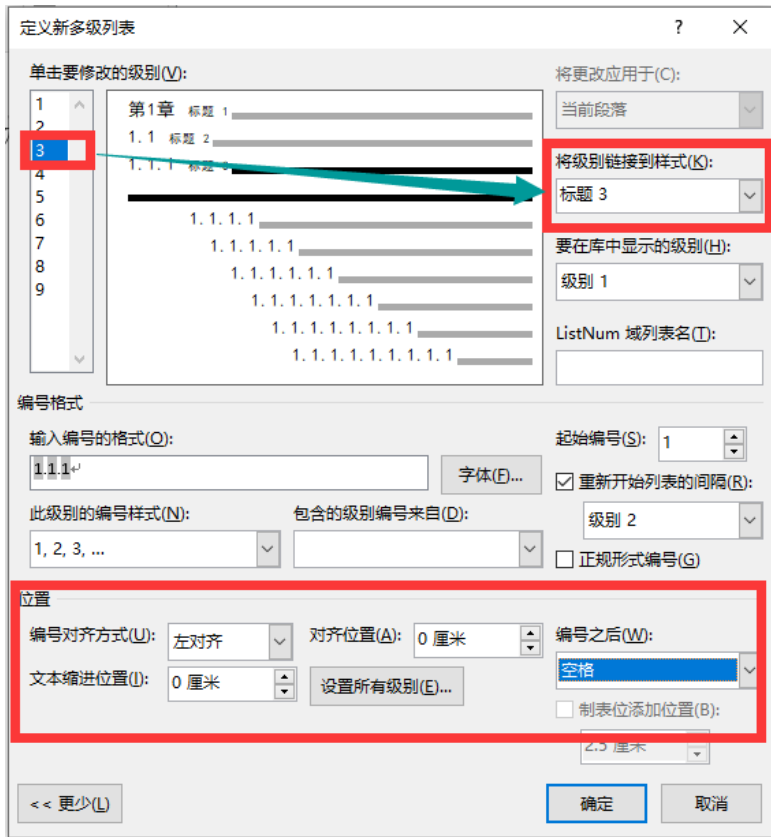 定义新多级列表
单击要修改的级别(V):
将更改应用于(C):
当前段落
1
2
3
4
5
6
7
8
9
第1章 标题 1
1.1 标题 2
1.1.1 标题 3
1.1.1.1
1.1.1.1.1
1.1.1.1.1.1
1.1.1.1.1.1.1
1.1.1.1.1.1.1.1
1.1.1.1.1.1.1.1.1
将级别链接到样式(K):
标题 3
要在库中显示的级别(H):
级别 1
ListNum 域列表名(T):
编号格式
输入编号的格式(O):
1.1.1
字体(F)...
起始编号(S): 1
重新开始列表的间隔(R):
级别 2
此级别的编号样式(N): 包含的级别编号来自(D):
1, 2, 3, ...
正规形式编号(G)
位置
编号对齐方式(U): 左对齐 对齐位置(A): 0 厘米
编号之后(W):
空格
文本缩进位置(I): 0 厘米 设置所有级别(E)...
制表位添加位置(B):
2.5 厘米
<< 更少(L) 确定 取消